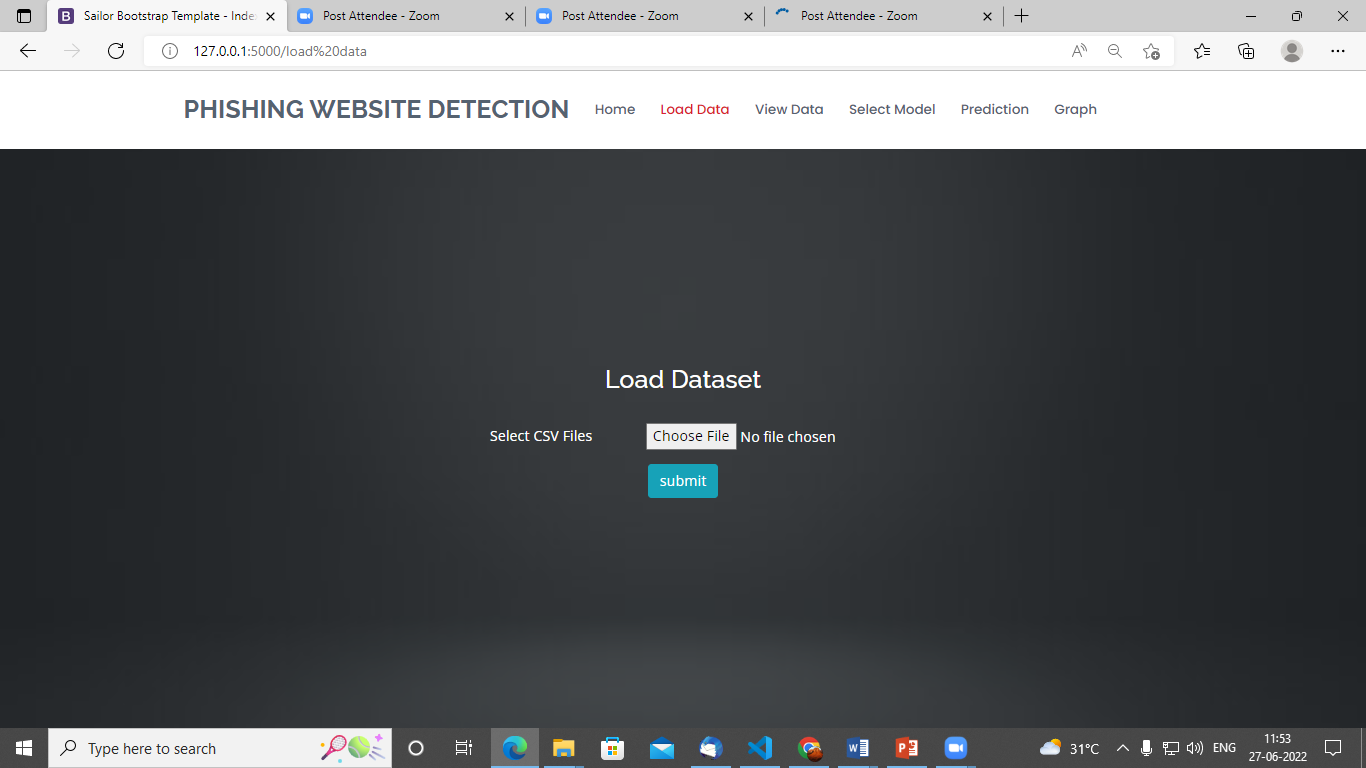 Sailor Bootstrap Template - Inde
Post Attendee - Zoom
Post Attendee - Zoom
Post Attendee - Zoom
127.0.0.1:5000/load%20data
PHISHING WEBSITE DETECTION Home Load Data View Data Select Model Prediction Graph
Load Dataset
Select CSV Files Choose File No file chosen
submit
Type here to search
31°C
ENG
11:53
27-06-2022